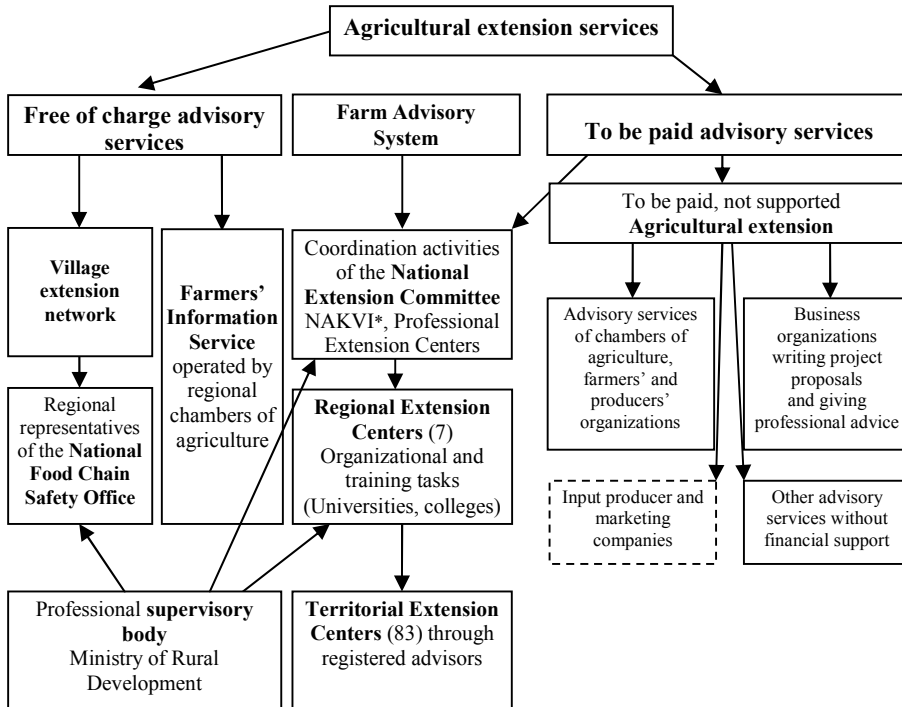 Agricultural extension services
Free of charge advisory
services
Farm Advisory
System
To be paid advisory services
To be paid, not supported
Agricultural extension
Village
extension
network
Farmers’
Information
Service
operated by
regional
chambers of
agriculture
Coordination activities
of the National
Extension Committee
NAKVI*, Professional
Extension Centers
Advisory services
of chambers of
agriculture,
farmers’ and
producers’
organizations
Business
organizations
writing project
proposals
and giving
professional advice
Regional
representatives
of the National
Food Chain
Safety Office
Regional Extension
Centers (7)
Organizational and
training tasks
(Universities, colleges)
Input producer and
marketing
companies
Other advisory
services without
financial support
Professional supervisory
body
Ministry of Rural
Development
Territorial Extension
Centers (83) through
registered advisors